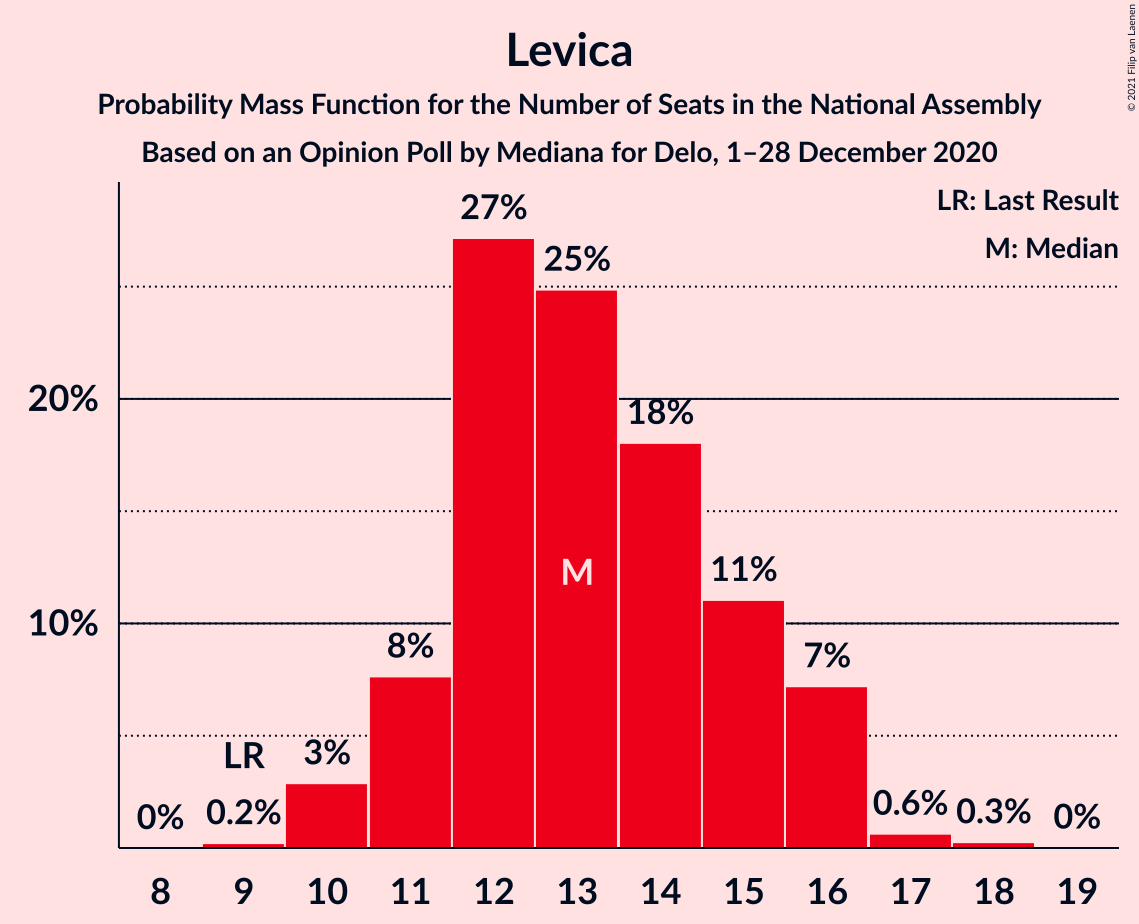 Levica
Probability Mass Function for the Number of Seats in the National Assembly
Based on an Opinion Poll by Mediana for Delo, 1–28 December 2020
© 2021 Filip van Laenen
LR: Last Result
M: Median
27%
25%
20%
18%
M
11%
10%
8%
7%
LR
3%
0%
0.2%
0.6%
0.3%
0%
8 9 10 11 12 13 14 15 16 17 18 19